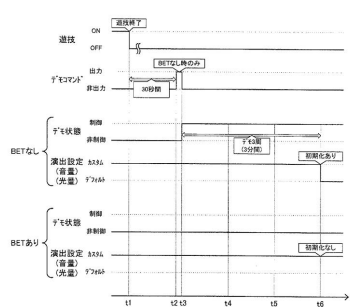 遊技終了
遊技
ON
OFF
デモコマンド
出力
非出力
BETなし時のみ
30秒間
BETなし
デモ状態
制御
非制御
デモ3周
(3分間)
演出設定
(音量)
(光量)
カスタム
デフォルト
初期化あり
BETあり
デモ状態
制御
非制御
演出設定
(音量)
(光量)
カスタム
デフォルト
初期化なし
t1
t2
t3
t4
t5
t6